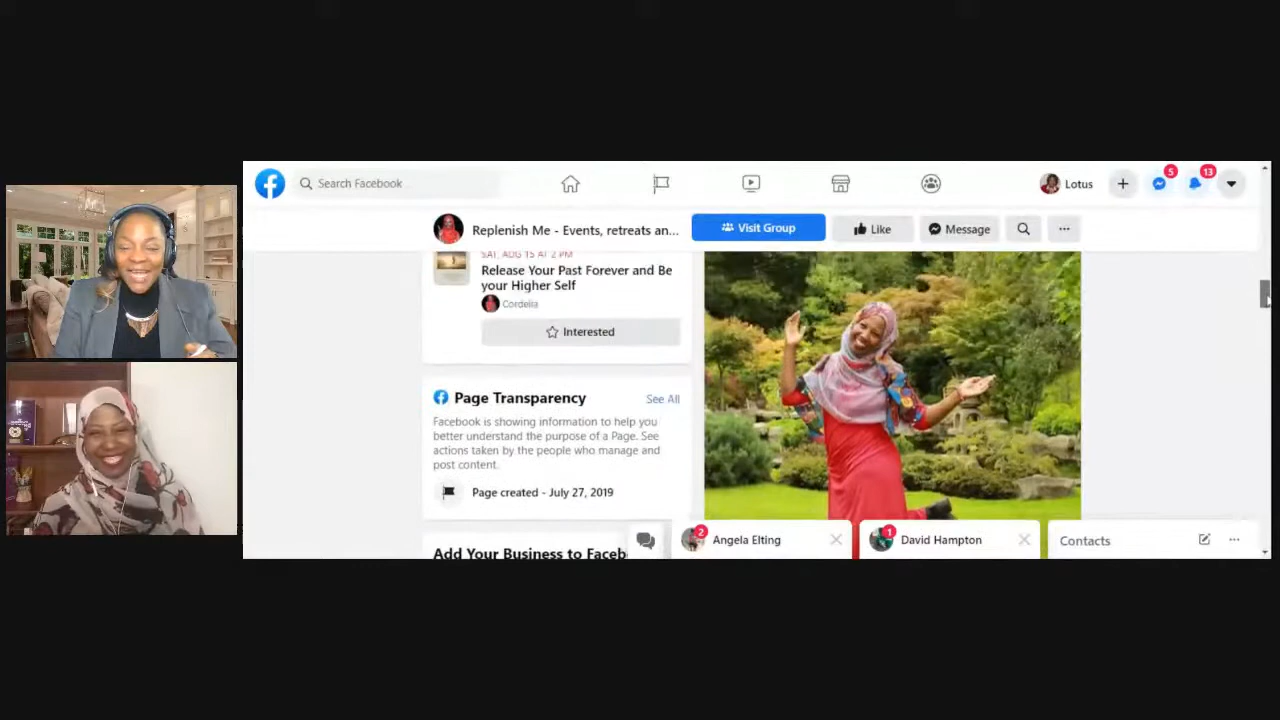 Search Facebook
Lotus
5
13
Replenish Me - Events, retreats an...
Visit Group
Like
Message
SAT, AUG 15 AT 2 PM
Release Your Past Forever and Be
your Higher Self
Cordelia
Interested
Page Transparency
See All
Facebook is showing information to help you
better understand the purpose of a Page. See
actions taken by the people who manage and
post content.
Page created - July 27, 2019
Add Your Business to Faceb
2
Angela Elting
1
David Hampton
Contacts